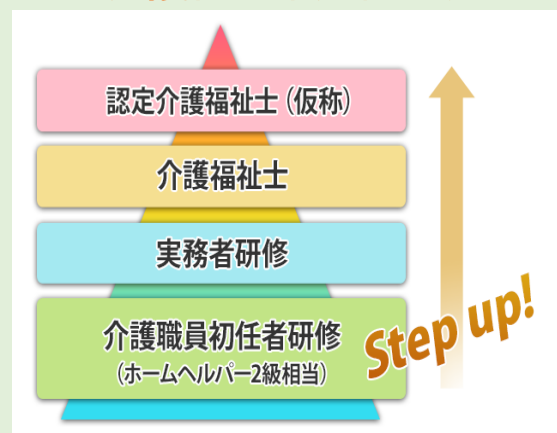 認定介護福祉士（仮称）
介護福祉士
実務者研修
介護職員初任者研修
（ホームヘルパー2級相当）
Step up!